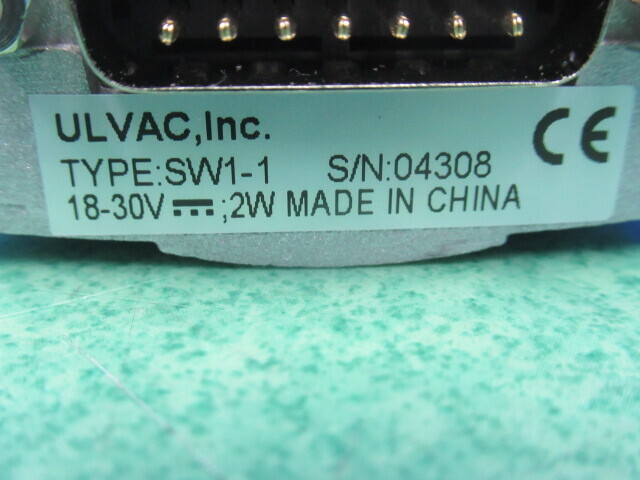 ULVAC,Inc.
CE
TYPE:SW1-1 S/N:04308
18-30V⎓;2W MADE IN CHINA